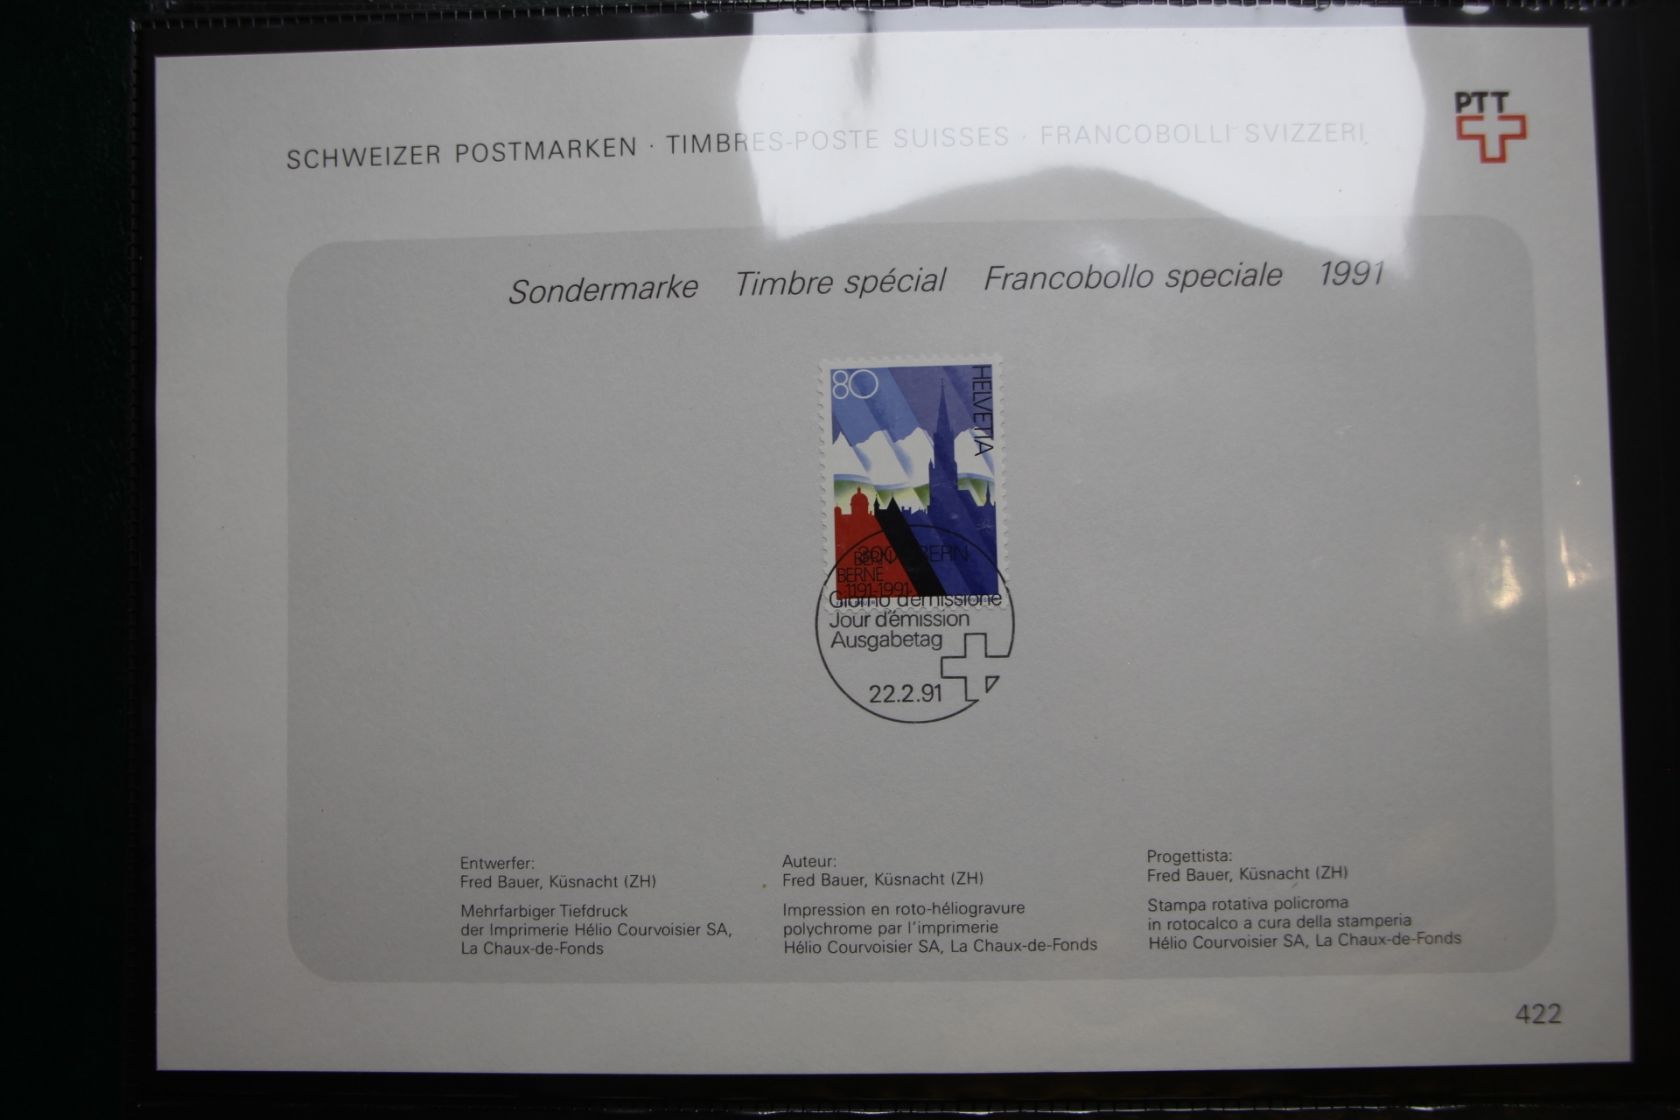 PTT
SCHWEIZER POSTMARKEN · TIMBRES-POSTE SUISSES · FRANCOBOLLI SVIZZERI
Sondermarke Timbre spécial Francobollo speciale 1991
80
HELVETIA
BERN
BERN
BERNE
1191-1991
Giorno d'emissione
Jour d'émission
Ausgabetag
22.2.91
Entwerfer:
Fred Bauer, Küsnacht (ZH)
Mehrfarbiger Tiefdruck
der Imprimerie Hélio Courvoisier SA,
La Chaux-de-Fonds
Auteur:
Fred Bauer, Küsnacht (ZH)
Impression en roto-héliogravure
polychrome par l'imprimerie
Hélio Courvoisier SA, La Chaux-de-Fonds
Progettista:
Fred Bauer, Küsnacht (ZH)
Stampa rotativa policroma
in rotocalco a cura della stamperia
Hélio Courvoisier SA, La Chaux-de-Fonds
422